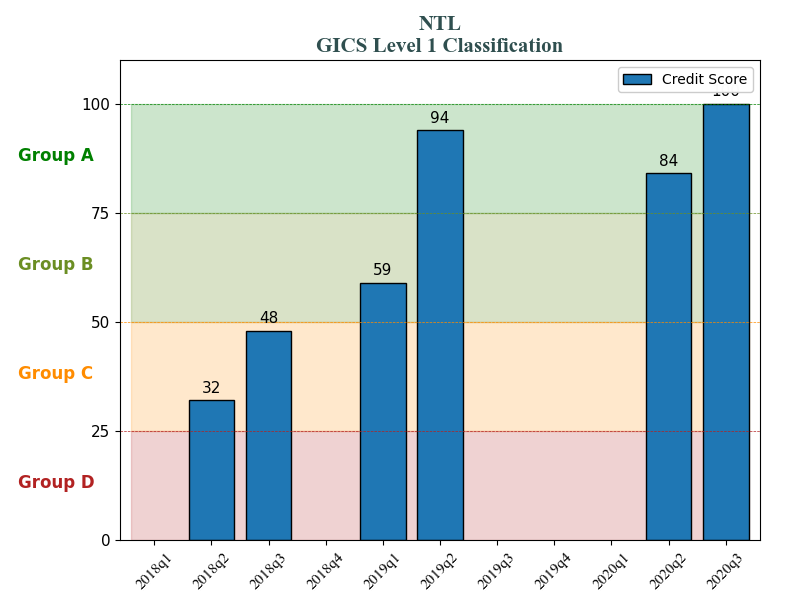 NTL
GICS Level 1 Classification
Credit Score
100
94
84
59
48
32
100
75
50
25
0
Group A
Group B
Group C
Group D
2018q1
2018q2
2018q3
2018q4
2019q1
2019q2
2019q3
2019q4
2020q1
2020q2
2020q3